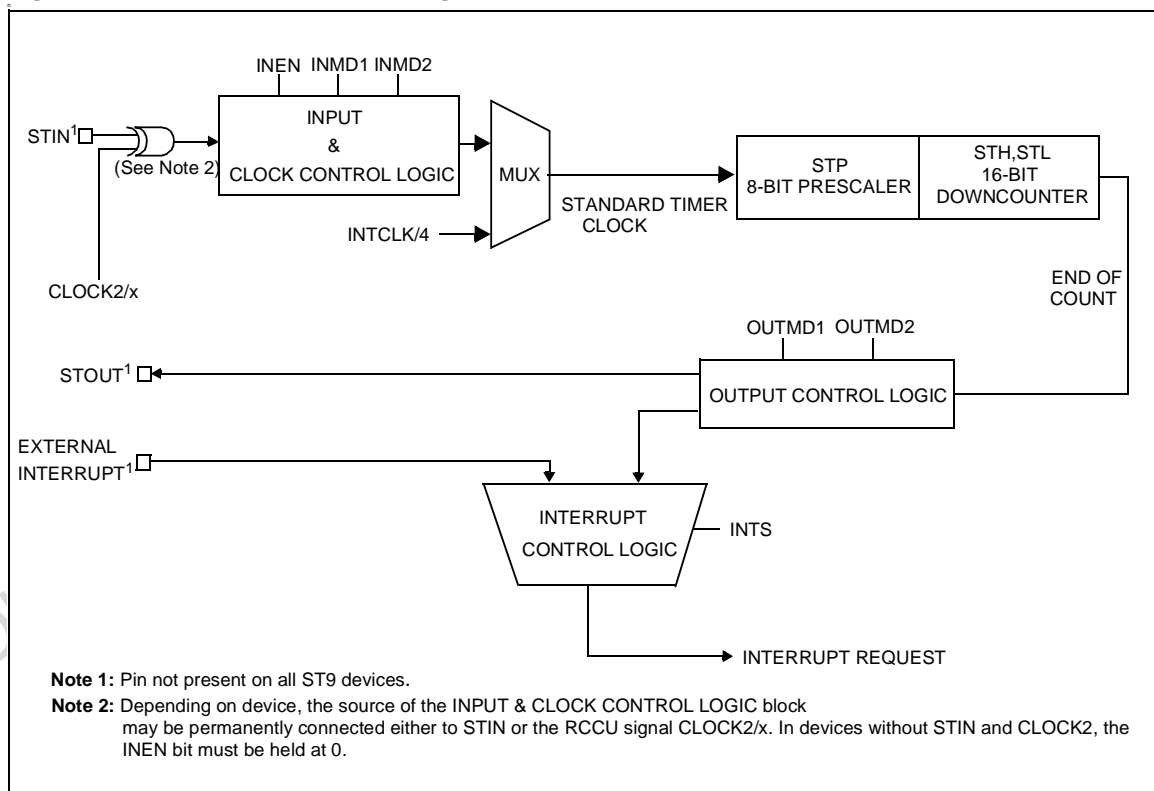 INEN INMD1 INMD2
INPUT
&
CLOCK CONTROL LOGIC
STIN1
(See Note 2)
MUX
STP
8-BIT PRESCALER
STH,STL
16-BIT
DOWNCOUNTER
STANDARD TIMER
CLOCK
INTCLK/4
CLOCK2/x
END OF
COUNT
OUTMD1 OUTMD2
STOUT1
OUTPUT CONTROL LOGIC
EXTERNAL
INTERRUPT1
INTERRUPT
CONTROL LOGIC
INTS
INTERRUPT REQUEST
Note 1: Pin not present on all ST9 devices.
Note 2: Depending on device, the source of the INPUT & CLOCK CONTROL LOGIC block
may be permanently connected either to STIN or the RCCU signal CLOCK2/x. In devices without STIN and CLOCK2, the
INEN bit must be held at 0.